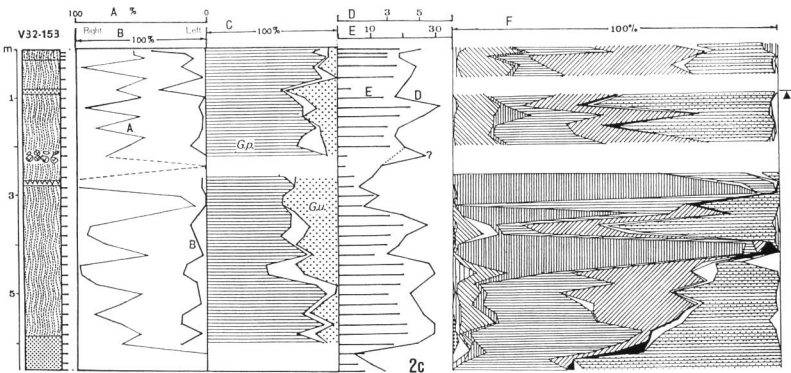 A % C D 3 5 F
100 0
V32-153 Right B Left 100% E 10 30 100%
100%
m
1
E D
A
G.p. ?
3
G.u.
B
5
2c